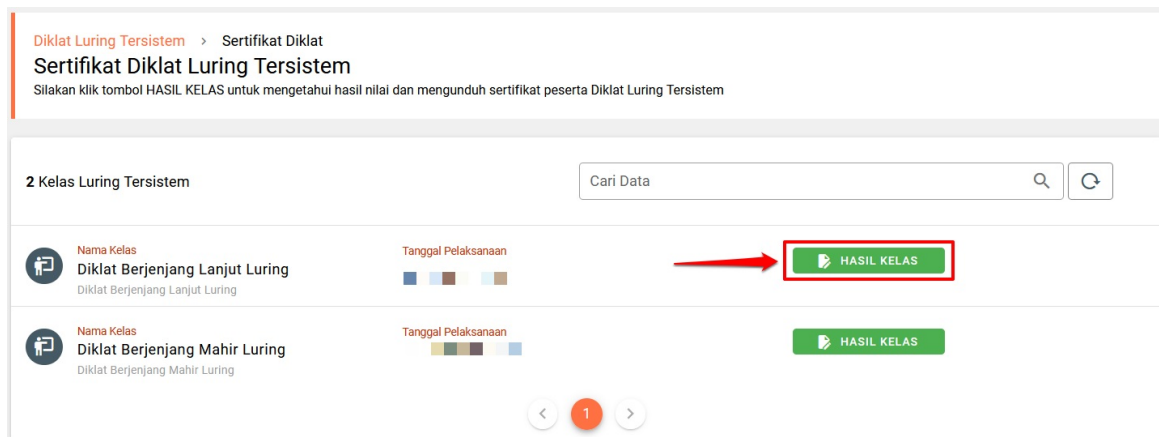 Diklat Luring Tersistem > Sertifikat Diklat
Sertifikat Diklat Luring Tersistem
Silakan klik tombol HASIL KELAS untuk mengetahui hasil nilai dan mengunduh sertifikat peserta Diklat Luring Tersistem
2 Kelas Luring Tersistem
Cari Data
Nama Kelas
Tanggal Pelaksanaan
Diklat Berjenjang Lanjut Luring
HASIL KELAS
Diklat Berjenjang Lanjut Luring
Nama Kelas
Tanggal Pelaksanaan
Diklat Berjenjang Mahir Luring
HASIL KELAS
Diklat Berjenjang Mahir Luring
< 1 >